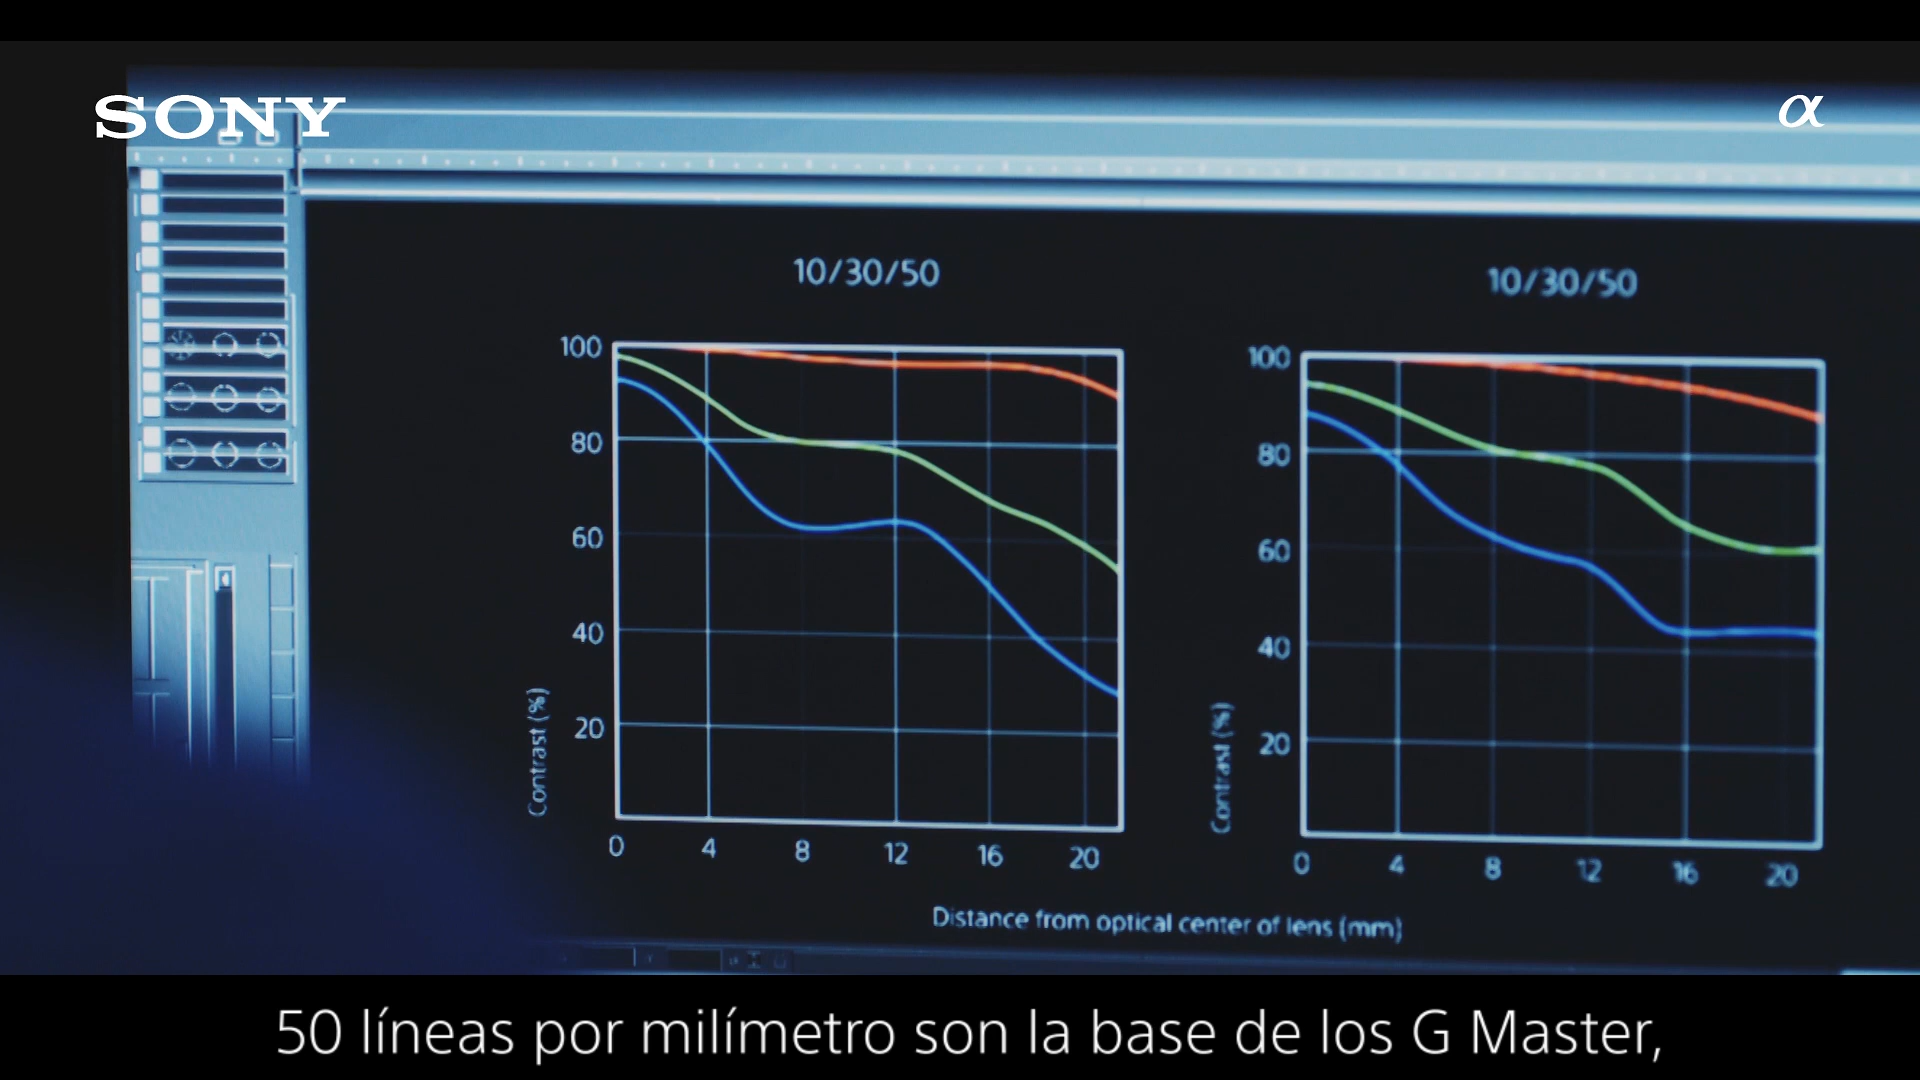 SONY
α
10/30/50
10/30/50
100
80
60
40
20
Contrast (%)
0 4 8 12 16 20
100
80
60
40
20
Contrast (%)
0 4 8 12 16 20
Distance from optical center of lens (mm)
50 líneas por milímetro son la base de los G Master,